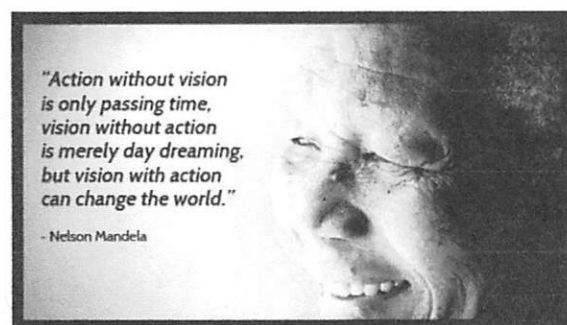 "Action without vision
is only passing time,
vision without action
is merely day dreaming,
but vision with action
can change the world."
- Nelson Mandela